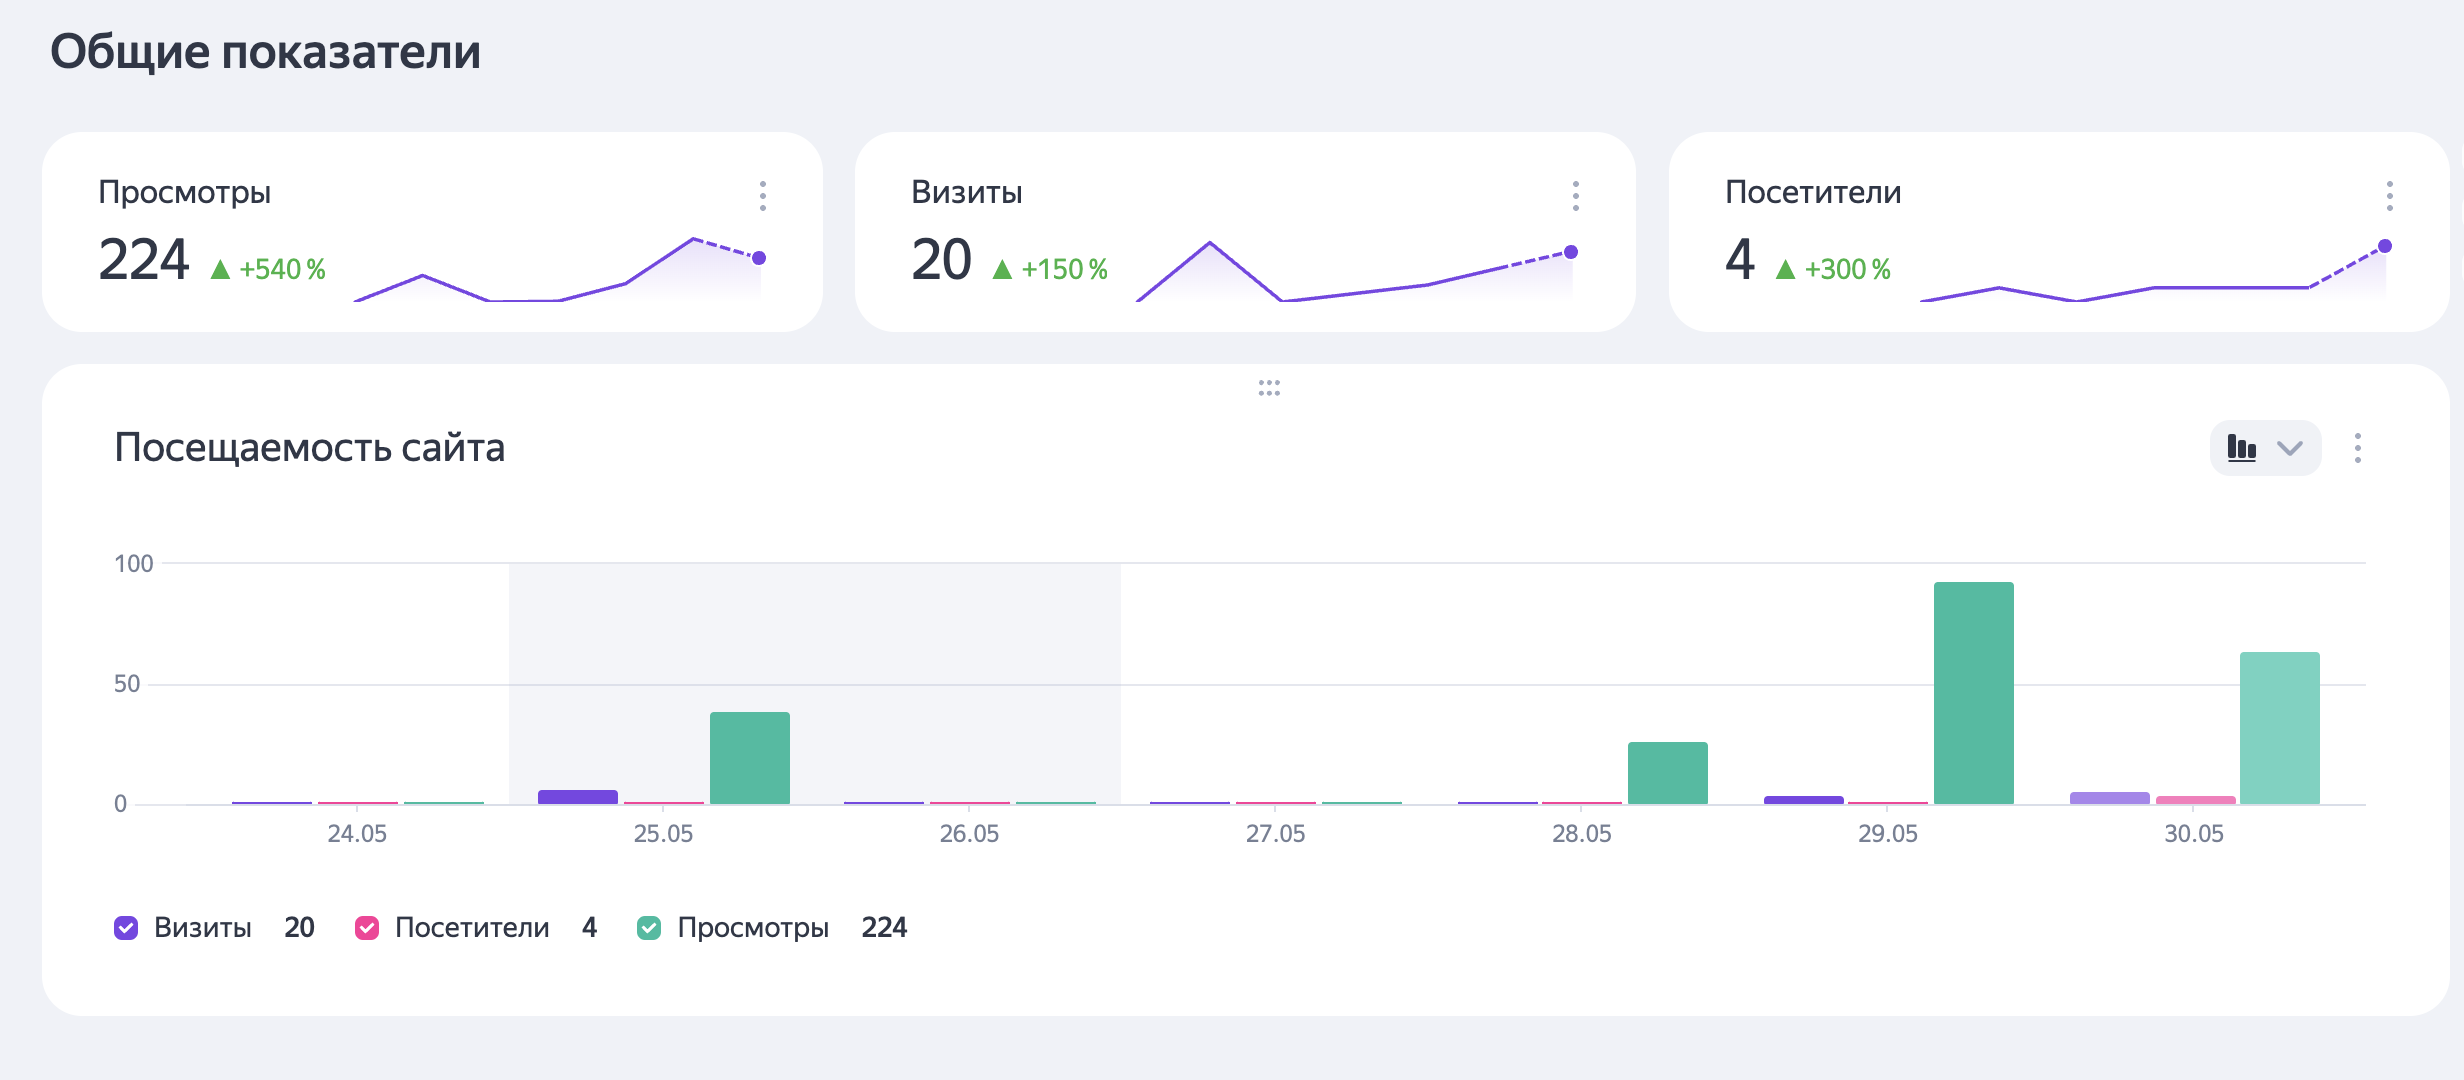 Общие показатели
Просмотры
224 ▲ +540 %
Визиты
20 ▲ +150 %
Посетители
4 ▲ +300 %
Посещаемость сайта
100
50
0
24.05 25.05 26.05 27.05 28.05 29.05 30.05
Визиты 20 Посетители 4 Просмотры 224